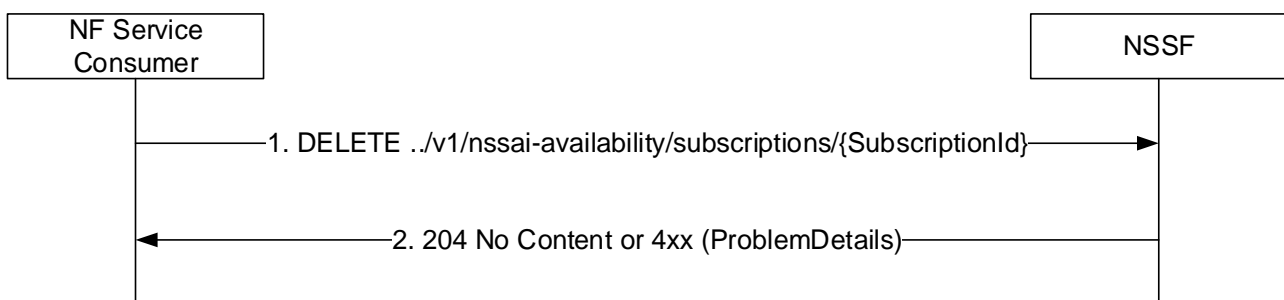 NF Service
Consumer
NSSF
1. DELETE ../v1/nssai-availability/subscriptions/{SubscriptionId}
2. 204 No Content or 4xx (ProblemDetails)